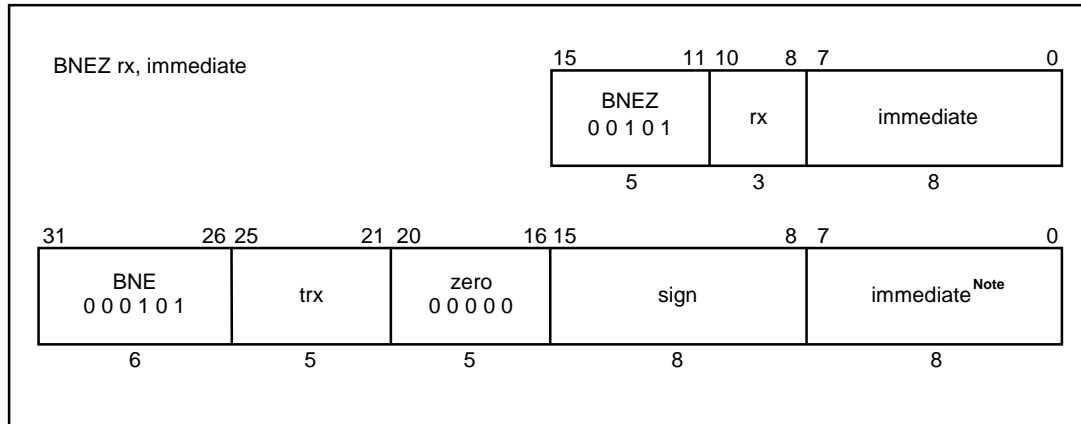 BNEZ rx, immediate
15 11 10 8 7 0
BNEZ rx immediate
0 0 1 0 1
5 3 8
31 26 25 21 20 16 15 8 7 0
BNE trx zero sign immediate Note
0 0 0 1 0 1 0 0 0 0 0
6 5 5 8 8